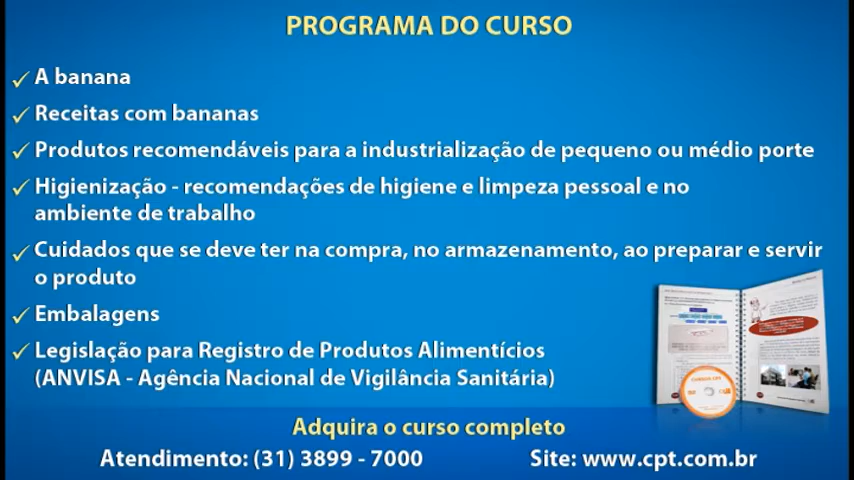 PROGRAMA DO CURSO
✓ A banana
✓ Receitas com bananas
✓ Produtos recomendáveis para a industrialização de pequeno ou médio porte
✓ Higienização - recomendações de higiene e limpeza pessoal e no
ambiente de trabalho
✓ Cuidados que se deve ter na compra, no armazenamento, ao preparar e servir
o produto
✓ Embalagens
✓ Legislação para Registro de Produtos Alimentícios
(ANVISA - Agência Nacional de Vigilância Sanitária)
Adquira o curso completo
Atendimento: (31) 3899 - 7000
Site: www.cpt.com.br